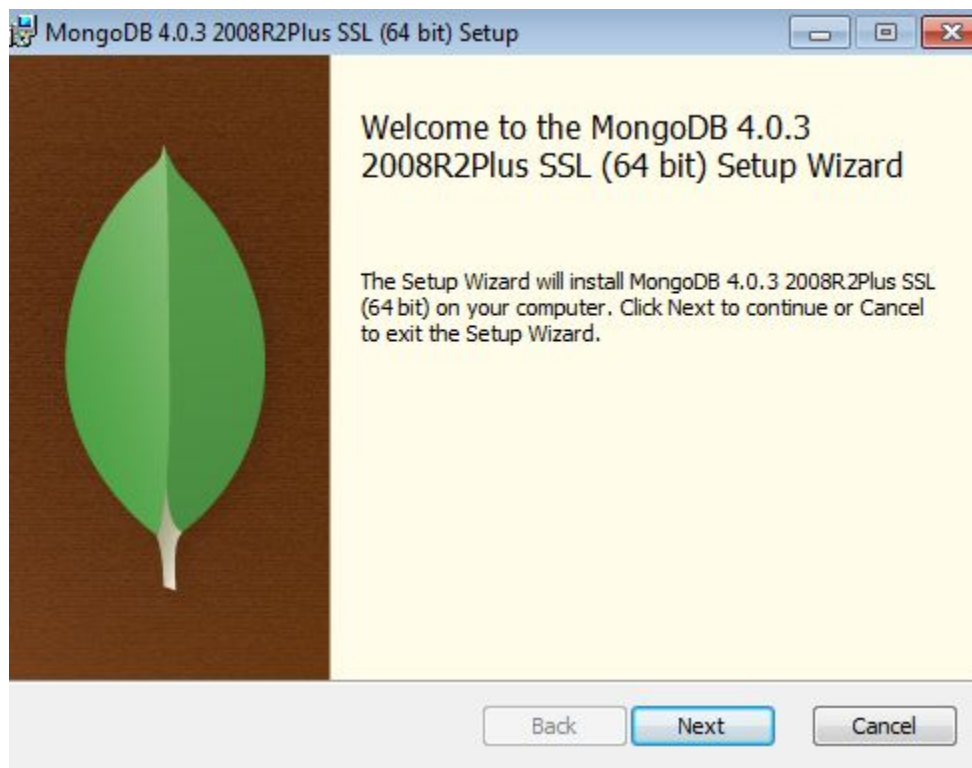 MongoDB 4.0.3 2008R2Plus SSL (64 bit) Setup
Welcome to the MongoDB 4.0.3
2008R2Plus SSL (64 bit) Setup Wizard
The Setup Wizard will install MongoDB 4.0.3 2008R2Plus SSL
(64 bit) on your computer. Click Next to continue or Cancel
to exit the Setup Wizard.
Back
Next
Cancel